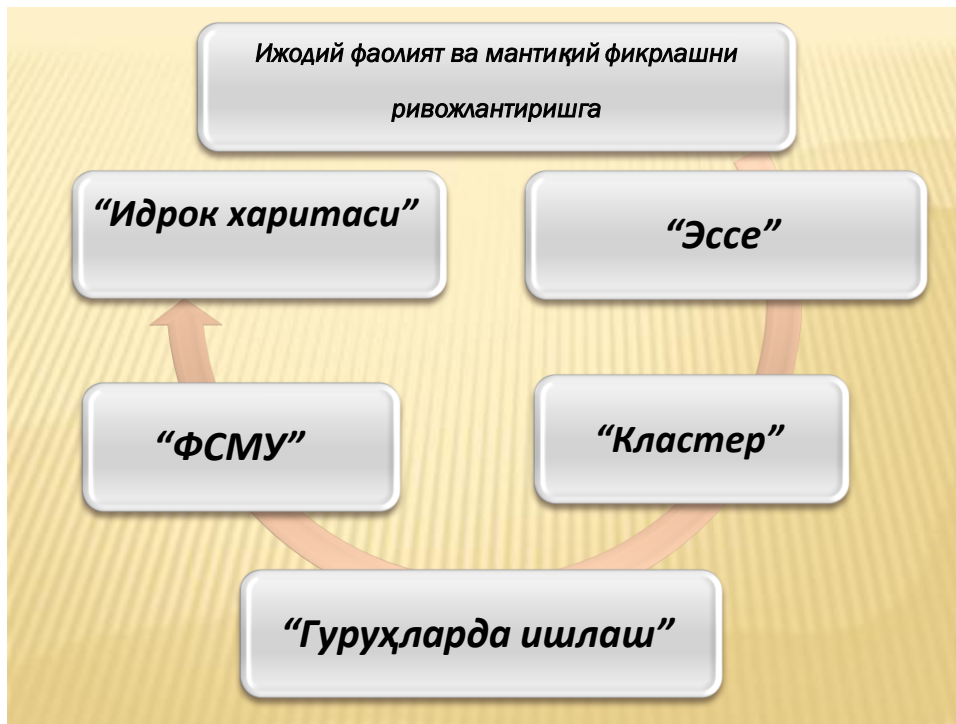 Ижодий фаолият ва мантиқий фикрлашни
ривожлантиришга
“Идрок харитаси”
“Эссе”
“ФСМУ”
“Кластер”
“Гуруҳларда ишлаш”